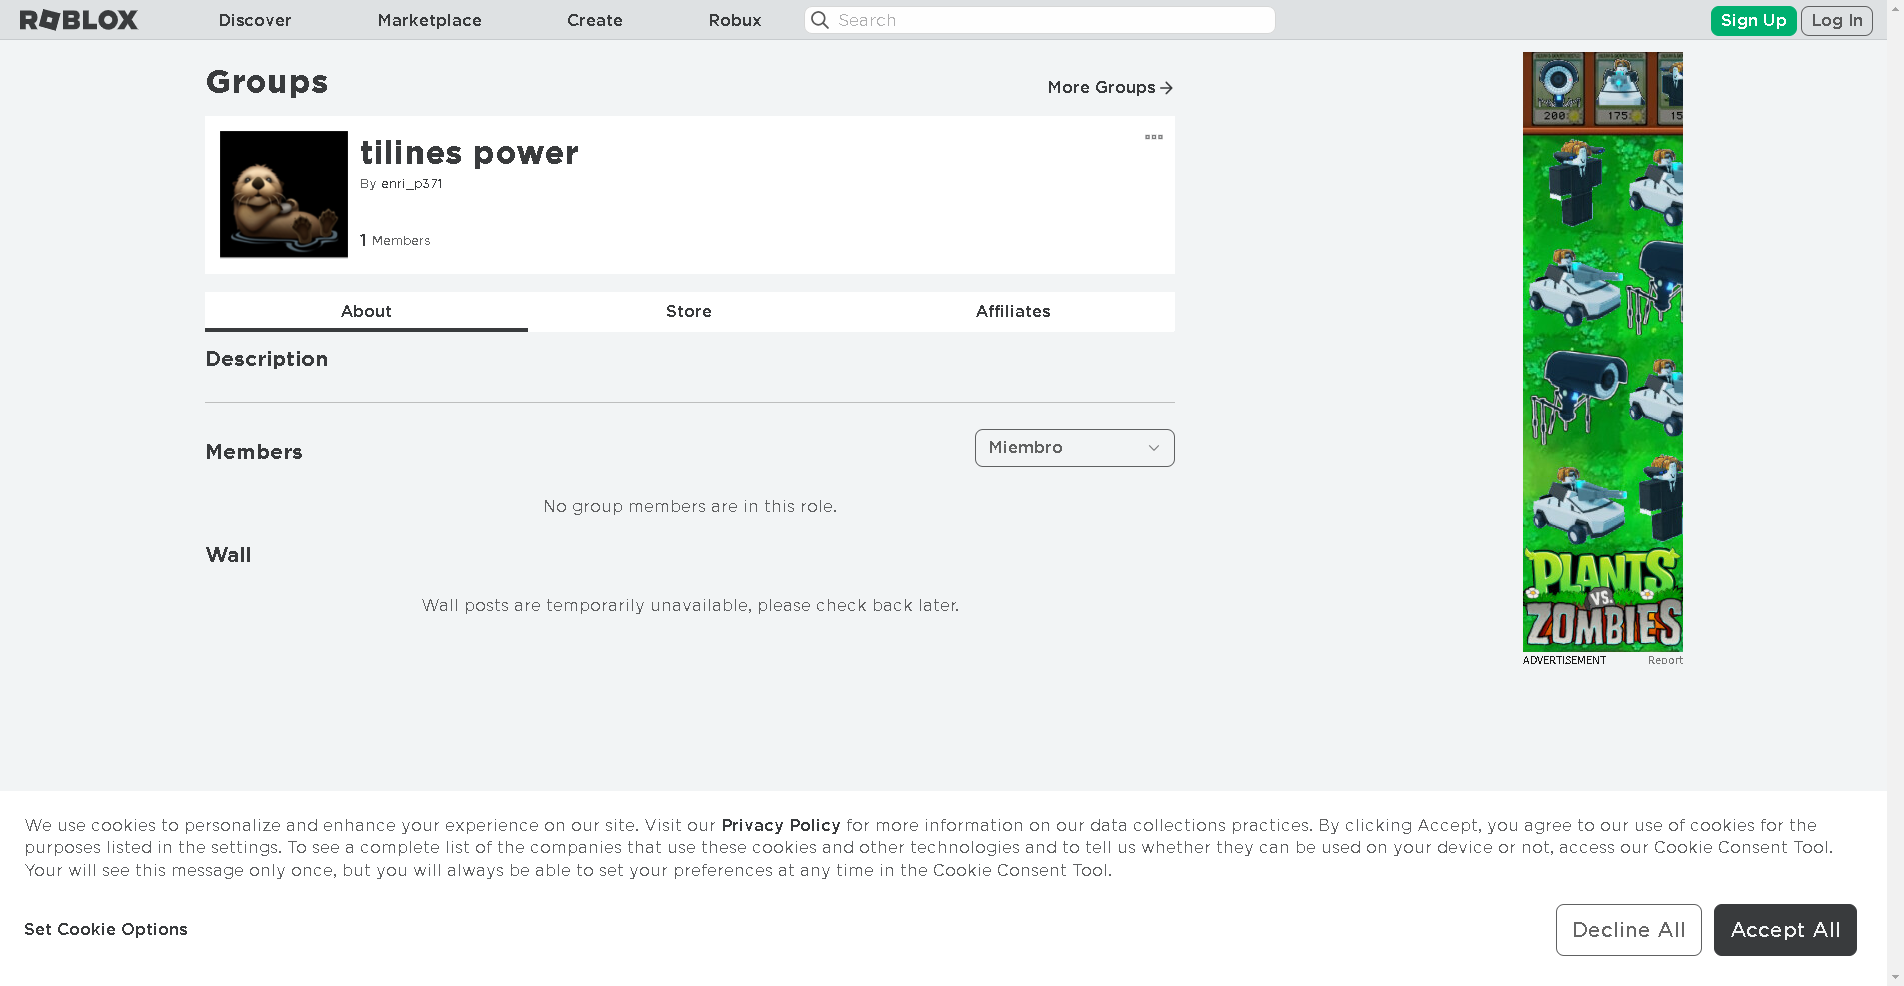 ROBLOX
Discover
Marketplace
Create
Robux
Search
Sign Up
Log In
Groups
More Groups
tilines power
By enri_p371
1 Members
About
Store
Affiliates
Description
Members
Miembro
No group members are in this role.
Wall
Wall posts are temporarily unavailable, please check back later.
200
175
15
PLANTS
VS.
ZOMBIES
ADVERTISEMENT
Report
We use cookies to personalize and enhance your experience on our site. Visit our Privacy Policy for more information on our data collections practices. By clicking Accept, you agree to our use of cookies for the
purposes listed in the settings. To see a complete list of the companies that use these cookies and other technologies and to tell us whether they can be used on your device or not, access our Cookie Consent Tool.
Your will see this message only once, but you will always be able to set your preferences at any time in the Cookie Consent Tool.
Set Cookie Options
Decline All
Accept All